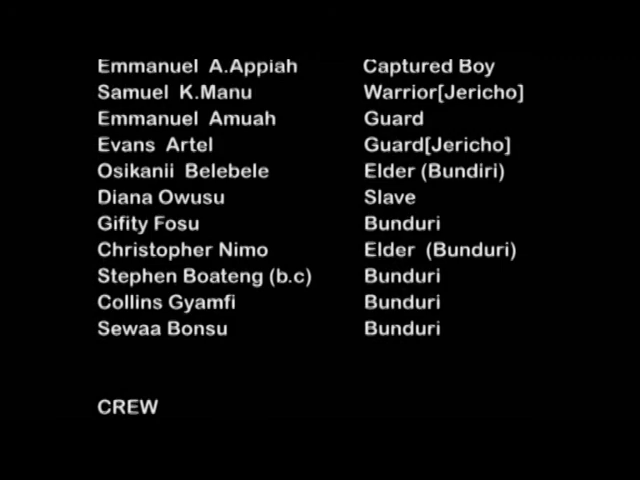 Emmanuel A.Appiah Captured Boy
Samuel K.Manu Warrior[Jericho]
Emmanuel Amuah Guard
Evans Artel Guard[Jericho]
Osikanii Belebele Elder (Bundiri)
Diana Owusu Slave
Gifity Fosu Bunduri
Christopher Nimo Elder (Bunduri)
Stephen Boateng (b.c) Bunduri
Collins Gyamfi Bunduri
Sewaa Bonsu Bunduri
CREW